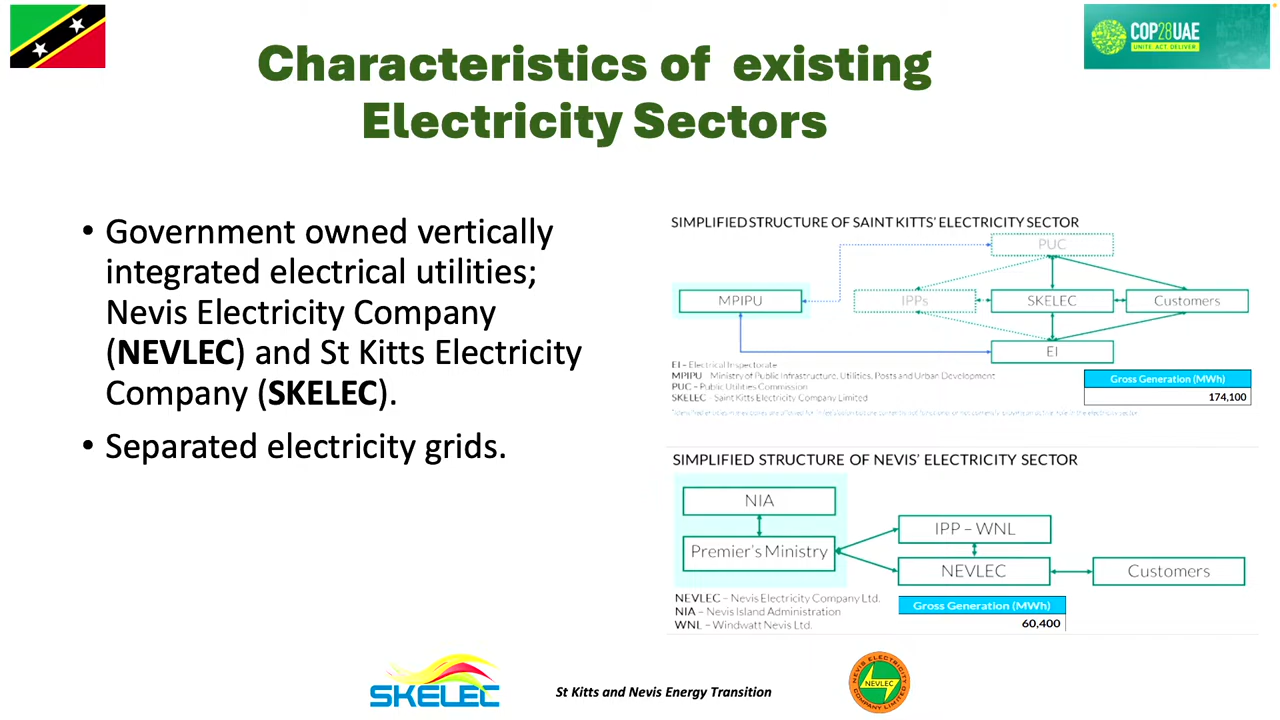 COP28UAE
UNITE ACT DELIVER
Characteristics of existing
Electricity Sectors
• Government owned vertically
integrated electrical utilities;
Nevis Electricity Company
(NEVLEC) and St Kitts Electricity
Company (SKELEC).
• Separated electricity grids.
SIMPLIFIED STRUCTURE OF SAINT KITTS' ELECTRICITY SECTOR
PUC
MPIPU
IPPs
SKELEC
Customers
EI
EI – Electrical Inspectorate
MPIPU – Ministry of Public Infrastructure, Utilities, Posts and Urban Development
PUC – Public Utilities Commission
SKELEC – Saint Kitts Electricity Company Limited
Gross Generation (MWh)
174,100
SIMPLIFIED STRUCTURE OF NEVIS' ELECTRICITY SECTOR
NIA
Premier's Ministry
IPP – WNL
NEVLEC
Customers
NEVLEC – Nevis Electricity Company Ltd.
NIA – Nevis Island Administration
WNL – Windwatt Nevis Ltd.
Gross Generation (MWh)
60,400
SKELEC
St Kitts and Nevis Energy Transition
NEVIS ELECTRICITY
NEVLEC
COMPANY LIMITED